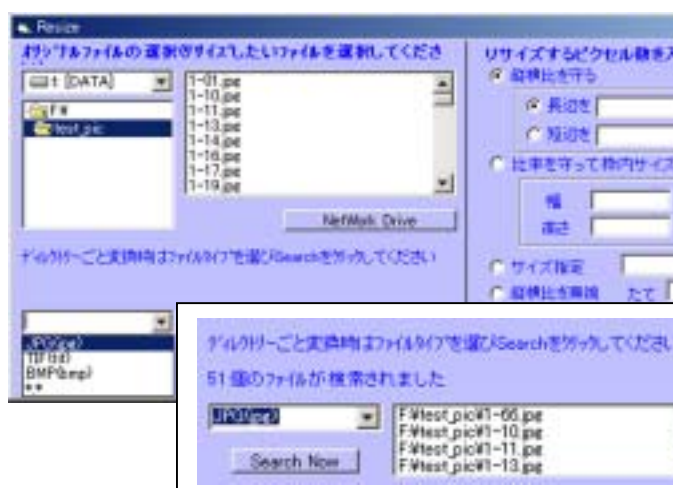 Resize
オリジナルファイルの選択(リサイズしたいファイルを選択してくださ
リサイズするピクセル数を入
[DATA]
F:¥
test_pic
1-01.jpg
1-10.jpg
1-11.jpg
1-13.jpg
1-14.jpg
1-16.jpg
1-17.jpg
1-19.jpg
NetWork Drive
縦横比を守る
長辺を
短辺を
比率を守って枠内サイズ
幅
高さ
サイズ指定
縦横比を無視 たて
ディレクトリーごと変換時はファイルタイプを選びSearchをクリックしてください
JPG(jpg)
TIF(tif)
BMP(bmp)
*.*
ディレクトリーごと変換時はファイルタイプを選びSearchをクリックしてください
51 個のファイルが検索されました
JPG(jpg)
Search Now
F:¥test_pic¥1-66.jpg
F:¥test_pic¥1-10.jpg
F:¥test_pic¥1-11.jpg
F:¥test_pic¥1-13.jpg